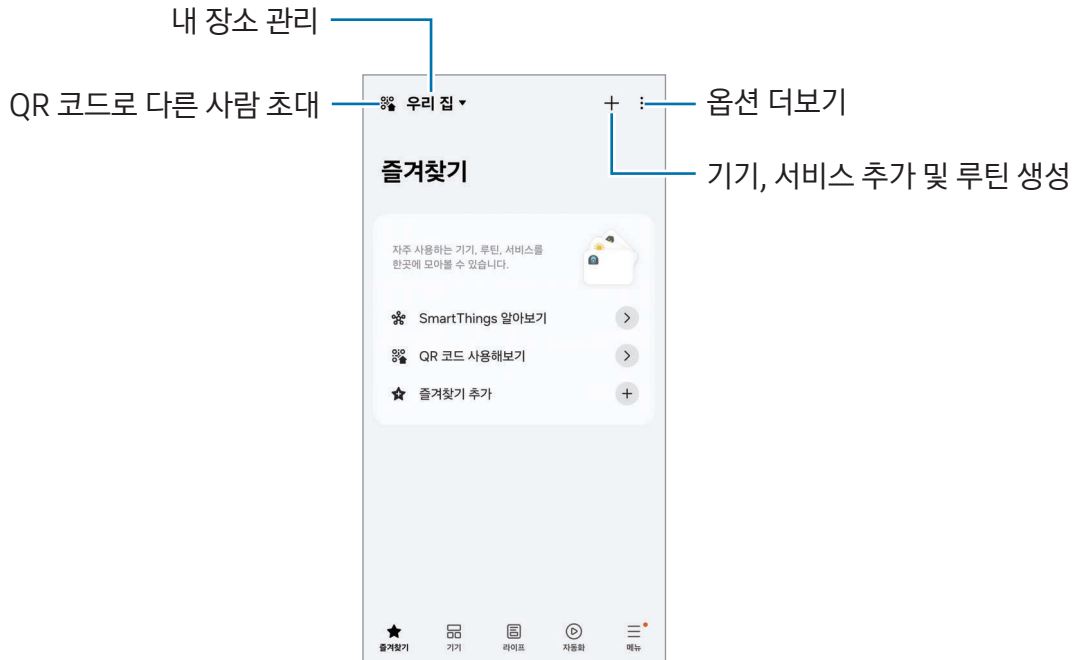 내 장소 관리
QR 코드로 다른 사람 초대
우리 집
옵션 더보기
기기, 서비스 추가 및 루틴 생성
즐겨찾기
자주 사용하는 기기, 루틴, 서비스를
한곳에 모아볼 수 있습니다.
SmartThings 알아보기
QR 코드 사용해보기
즐겨찾기 추가
즐겨찾기
기기
라이프
자동화
메뉴